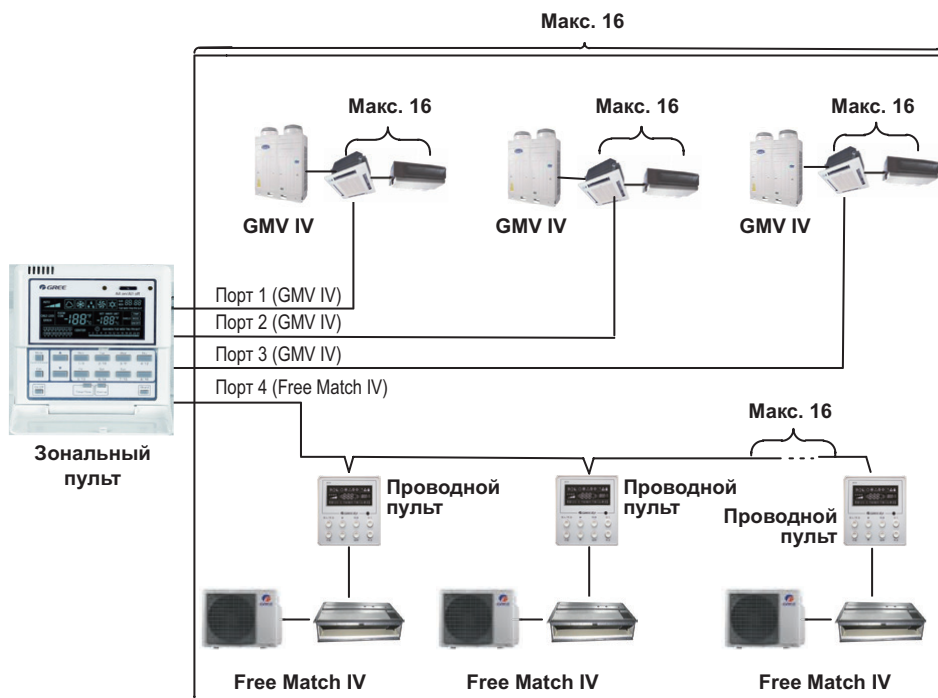 Макс. 16
Макс. 16
Макс. 16
Макс. 16
GMV IV
GMV IV
GMV IV
GREE
Порт 1 (GMV IV)
Порт 2 (GMV IV)
Порт 3 (GMV IV)
Порт 4 (Free Match IV)
Зональный
пульт
Макс. 16
Проводной
пульт
Проводной
пульт
Проводной
пульт
Free Match IV
Free Match IV
Free Match IV